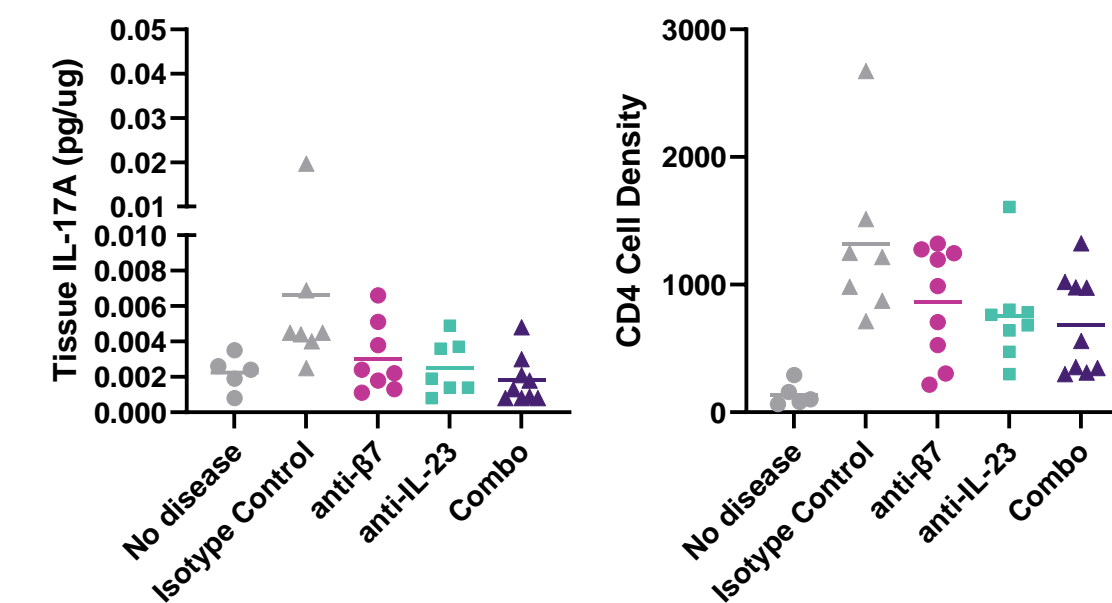 Tissue IL-17A (pg/ug)
0.05
0.04
0.03
0.02
0.01
0.010
0.008
0.006
0.004
0.002
0.000
No disease
Isotype Control
anti-β7
anti-IL-23
Combo
CD4 Cell Density
3000
2000
1000
0
No disease
Isotype Control
anti-β7
anti-IL-23
Combo